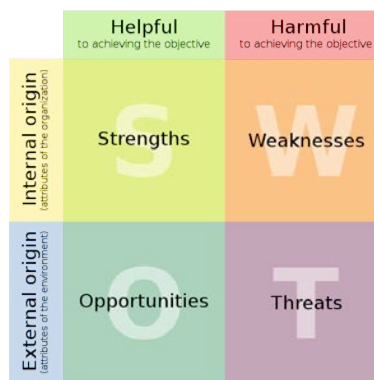 Helpful
to achieving the objective
Harmful
to achieving the objective
Internal origin
(attributes of the organization)
S
Strengths
W
Weaknesses
External origin
(attributes of the environment)
O
Opportunities
T
Threats